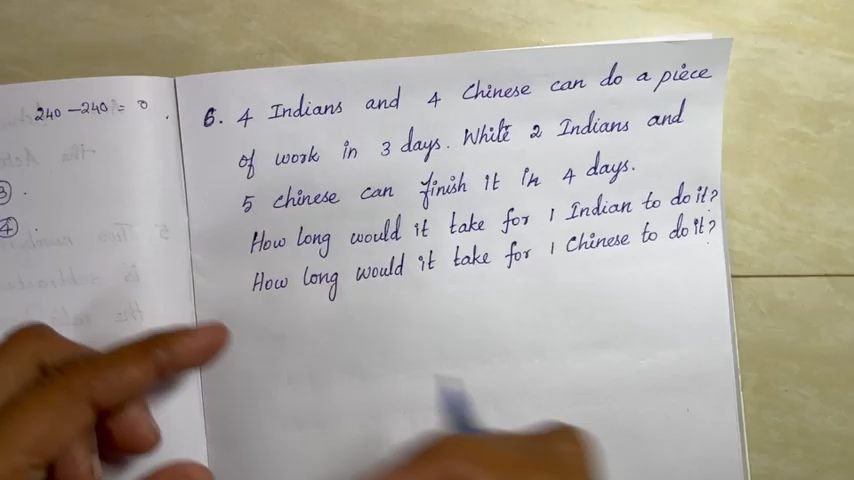 240 - 240 = 0 .
③ .
④ .
6. 4 Indians and 4 Chinese can do a piece
of work in 3 days. While 2 Indians and
5 chinese can finish it in 4 days.
How long would it take for 1 Indian to do it?
How long would it take for 1 Chinese to do it?